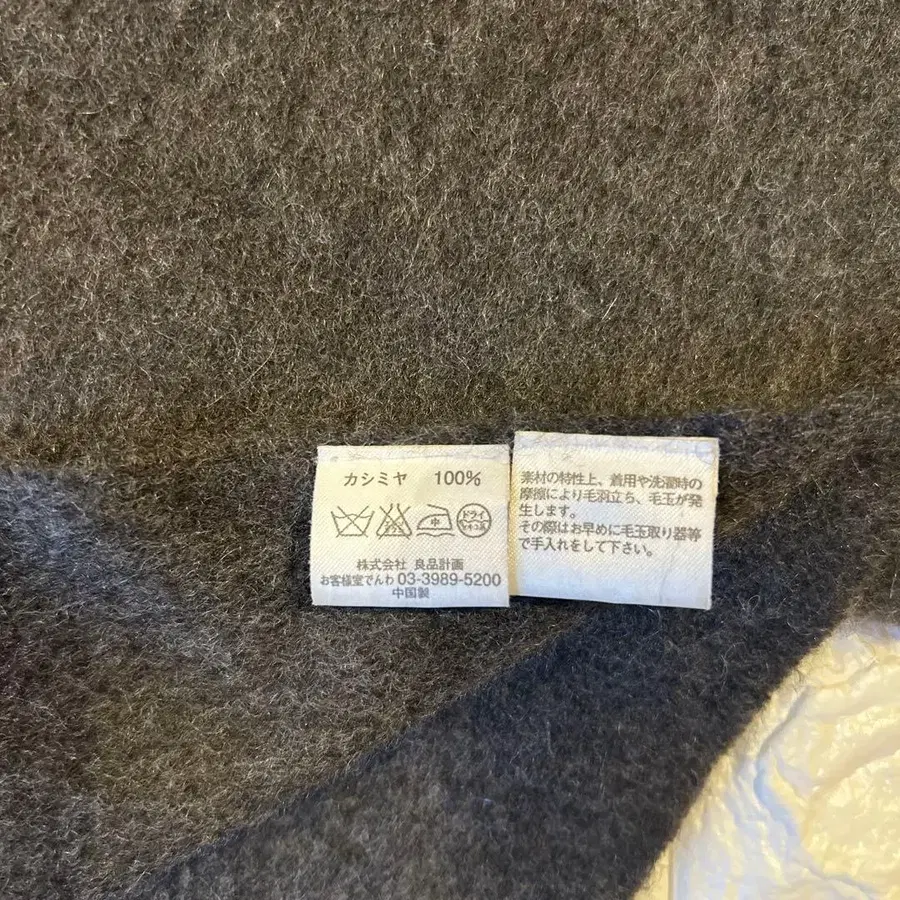 カシミヤ 100%
中 ドライ
株式会社 良品計画
お客様室でんわ 03-3989-5200
中国製
素材の特性上、着用や洗濯時の
摩擦により毛羽立ち、毛玉が発
生します。
その際はお早めに毛玉取り器等
で手入れをして下さい。